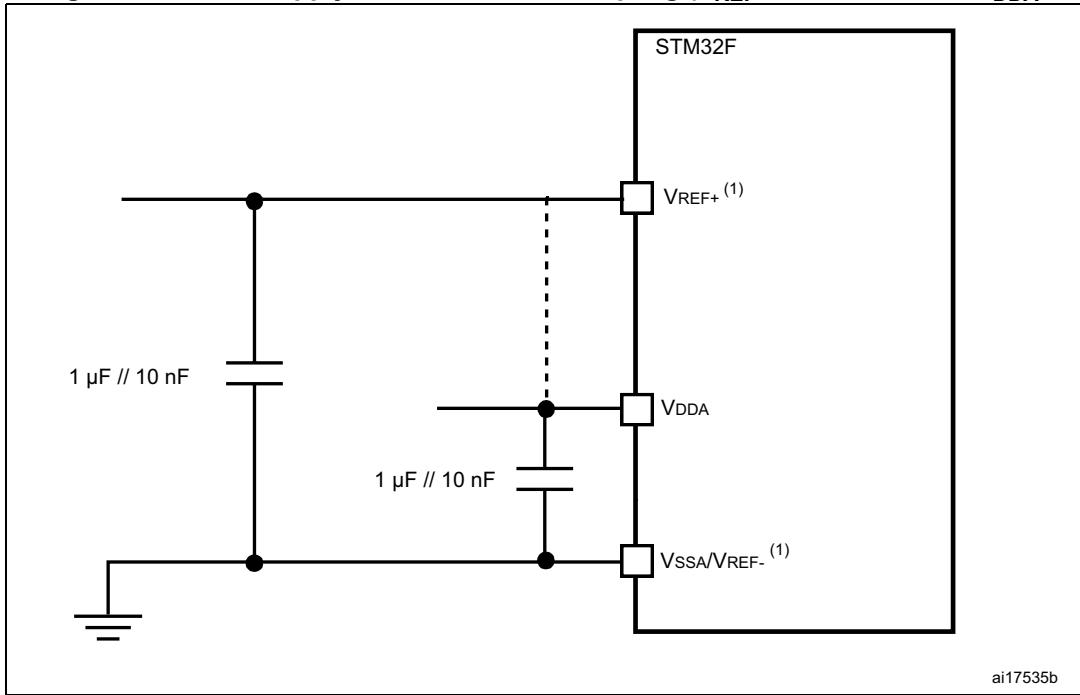 STM32F
VREF+ (1)
1 µF // 10 nF
VDDA
1 µF // 10 nF
VSSA/VREF- (1)
ai17535b